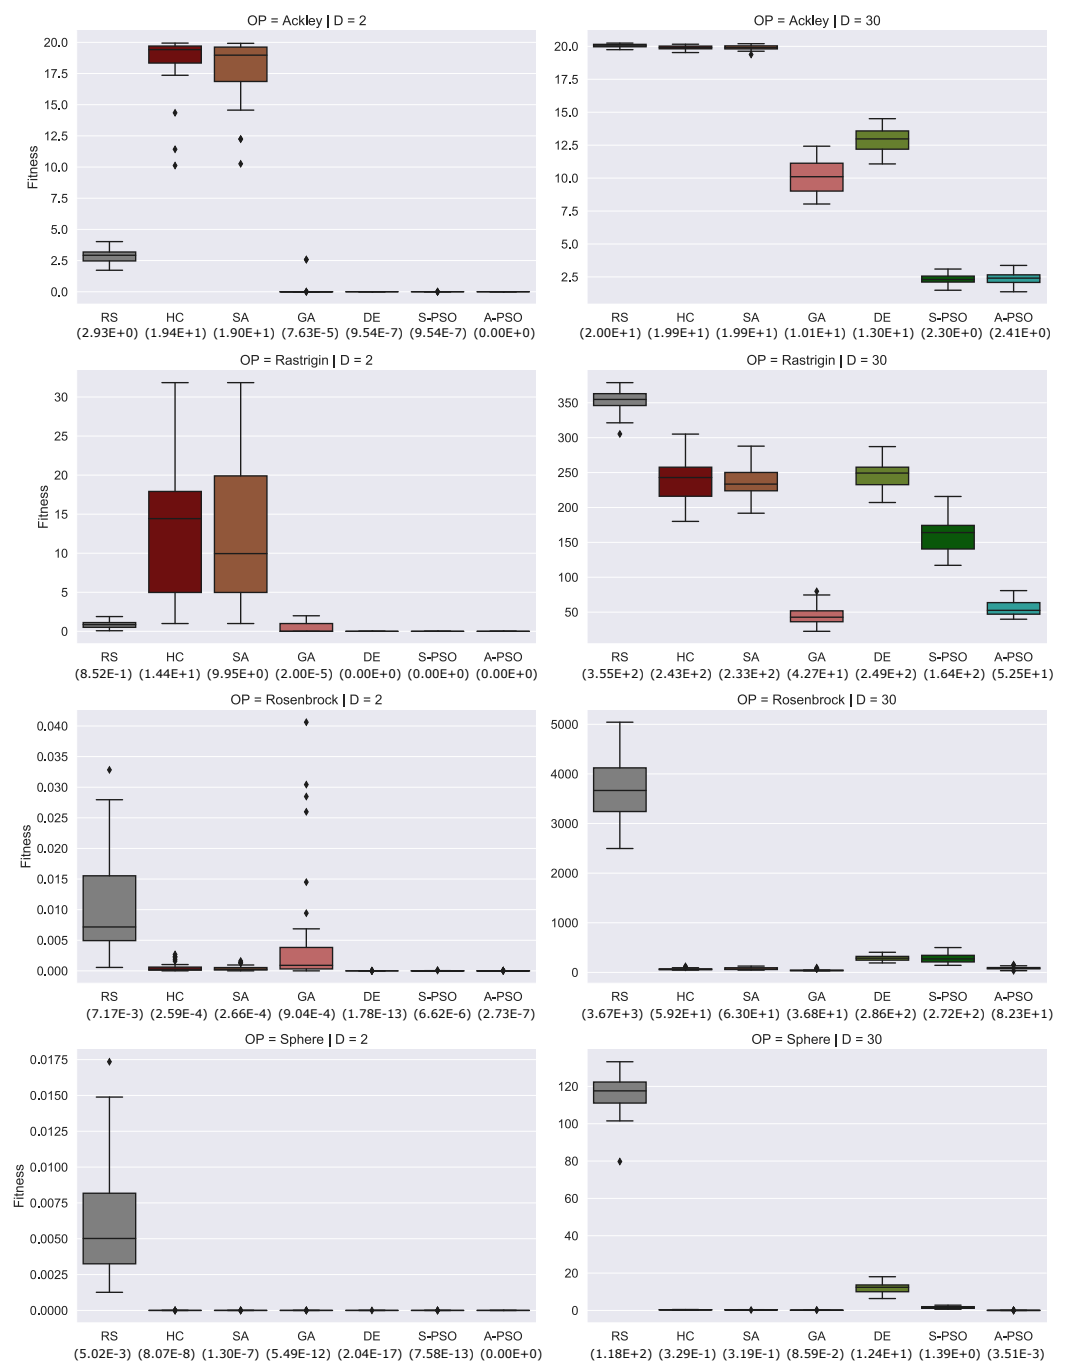 OP = Ackley | D = 2
OP = Ackley | D = 30
20.0
17.5
15.0
12.5
10.0
7.5
5.0
2.5
0.0
Fitness
RS HC SA GA DE S-PSO A-PSO
(2.93E+0) (1.94E+1) (1.90E+1) (7.63E-5) (9.54E-7) (9.54E-7) (0.00E+0)
20.0
17.5
15.0
12.5
10.0
7.5
5.0
2.5
RS HC SA GA DE S-PSO A-PSO
(2.00E+1) (1.99E+1) (1.99E+1) (1.01E+1) (1.30E+1) (2.30E+0) (2.41E+0)
OP = Rastrigin | D = 2
OP = Rastrigin | D = 30
30
25
20
15
10
5
0
Fitness
RS HC SA GA DE S-PSO A-PSO
(8.52E-1) (1.44E+1) (9.95E+0) (2.00E-5) (0.00E+0) (0.00E+0) (0.00E+0)
350
300
250
200
150
100
50
RS HC SA GA DE S-PSO A-PSO
(3.55E+2) (2.43E+2) (2.33E+2) (4.27E+1) (2.49E+2) (1.64E+2) (5.25E+1)
OP = Rosenbrock | D = 2
OP = Rosenbrock | D = 30
0.040
0.035
0.030
0.025
0.020
0.015
0.010
0.005
0.000
Fitness
RS HC SA GA DE S-PSO A-PSO
(7.17E-3) (2.59E-4) (2.66E-4) (9.04E-4) (1.78E-13) (6.62E-6) (2.73E-7)
5000
4000
3000
2000
1000
0
RS HC SA GA DE S-PSO A-PSO
(3.67E+3) (5.92E+1) (6.30E+1) (3.68E+1) (2.86E+2) (2.72E+2) (8.23E+1)
OP = Sphere | D = 2
OP = Sphere | D = 30
0.0175
0.0150
0.0125
0.0100
0.0075
0.0050
0.0025
0.0000
Fitness
RS HC SA GA DE S-PSO A-PSO
(5.02E-3) (8.07E-8) (1.30E-7) (5.49E-12) (2.04E-17) (7.58E-13) (0.00E+0)
120
100
80
60
40
20
0
RS HC SA GA DE S-PSO A-PSO
(1.18E+2) (3.29E-1) (3.19E-1) (8.59E-2) (1.24E+1) (1.39E+0) (3.51E-3)